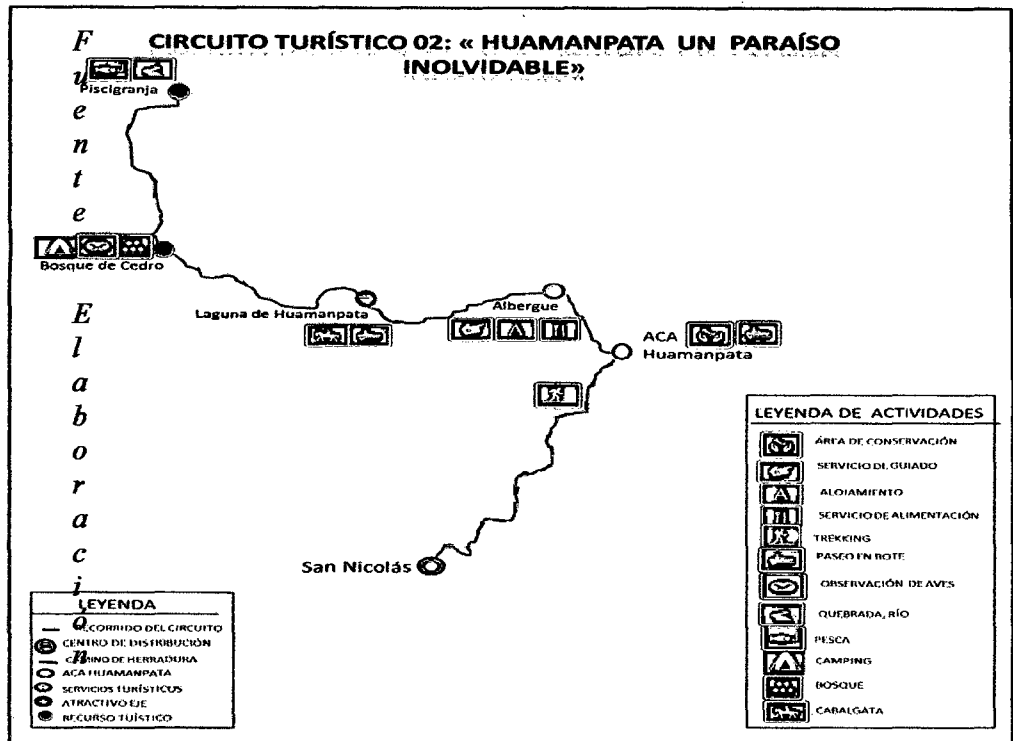 CIRCUITO TURÍSTICO 02: « HUAMANPATA UN PARAÍSO
INOLVIDABLE»
Fuente
Elaboración
Piscigranja
Bosque de Cedro
Laguna de Huamanpata
Albergue
ACA
Huamanpata
San Nicolás
LEYENDA
RECORRIDO DEL CIRCUITO
CENTRO DE DISTRIBUCIÓN
CAMINO DE HERRADURA
ACA HUAMANPATA
SERVICIOS TURÍSTICOS
ATRACTIVO EJE
RECURSO TUÍSTICO
LEYENDA DE ACTIVIDADES
ÁREA DE CONSERVACIÓN
SERVICIO DE GUIADO
ALOJAMIENTO
SERVICIO DE ALIMENTACIÓN
TREKKING
PASEO EN BOTE
OBSERVACIÓN DE AVES
QUEBRADA, RÍO
PESCA
CAMPING
BOSQUE
CABALGATA